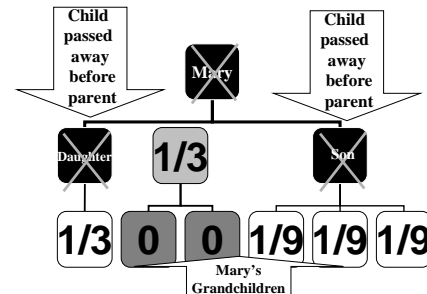 Child
passed
away
before
parent
Mary
Child
passed
away
before
parent
Daughter
1/3
Son
1/3
0
0
1/9
1/9
1/9
Mary's
Grandchildren